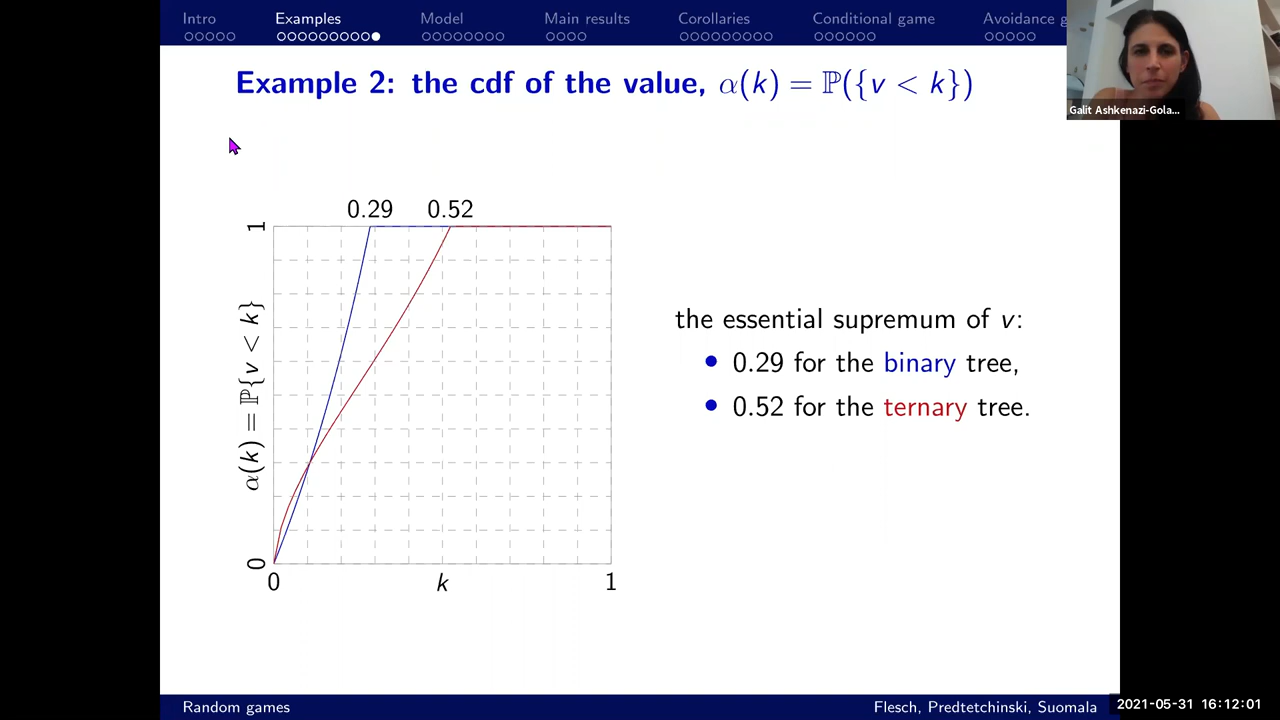 Intro Examples Model Main results Corollaries Conditional game Avoidance g
Galit Ashkenazi-Gola...
Example 2: the cdf of the value, α(k) = ℙ({v < k})
0.29 0.52
1
α(k) = ℙ{v < k}
0
0 k 1
the essential supremum of v:
• 0.29 for the binary tree,
• 0.52 for the ternary tree.
Random games Flesch, Predtetchinski, Suomala
2021-05-31 16:12:01